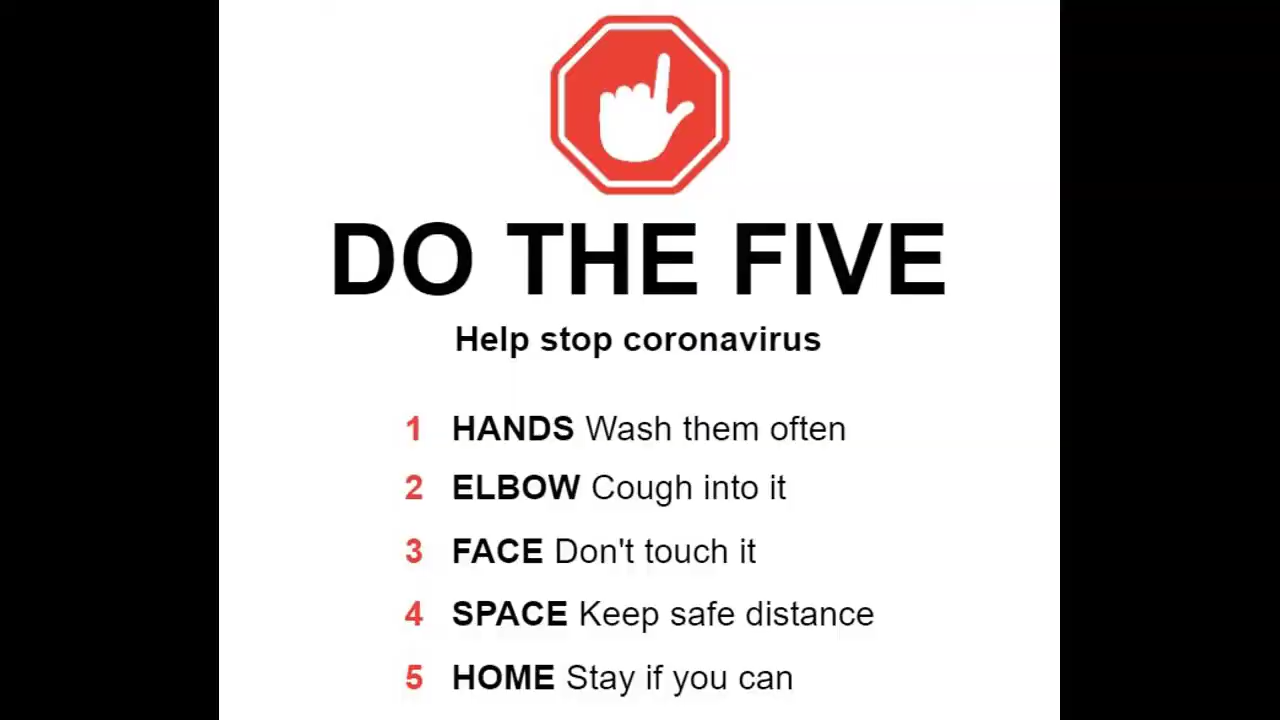 DO THE FIVE
Help stop coronavirus
1 HANDS Wash them often
2 ELBOW Cough into it
3 FACE Don't touch it
4 SPACE Keep safe distance
5 HOME Stay if you can